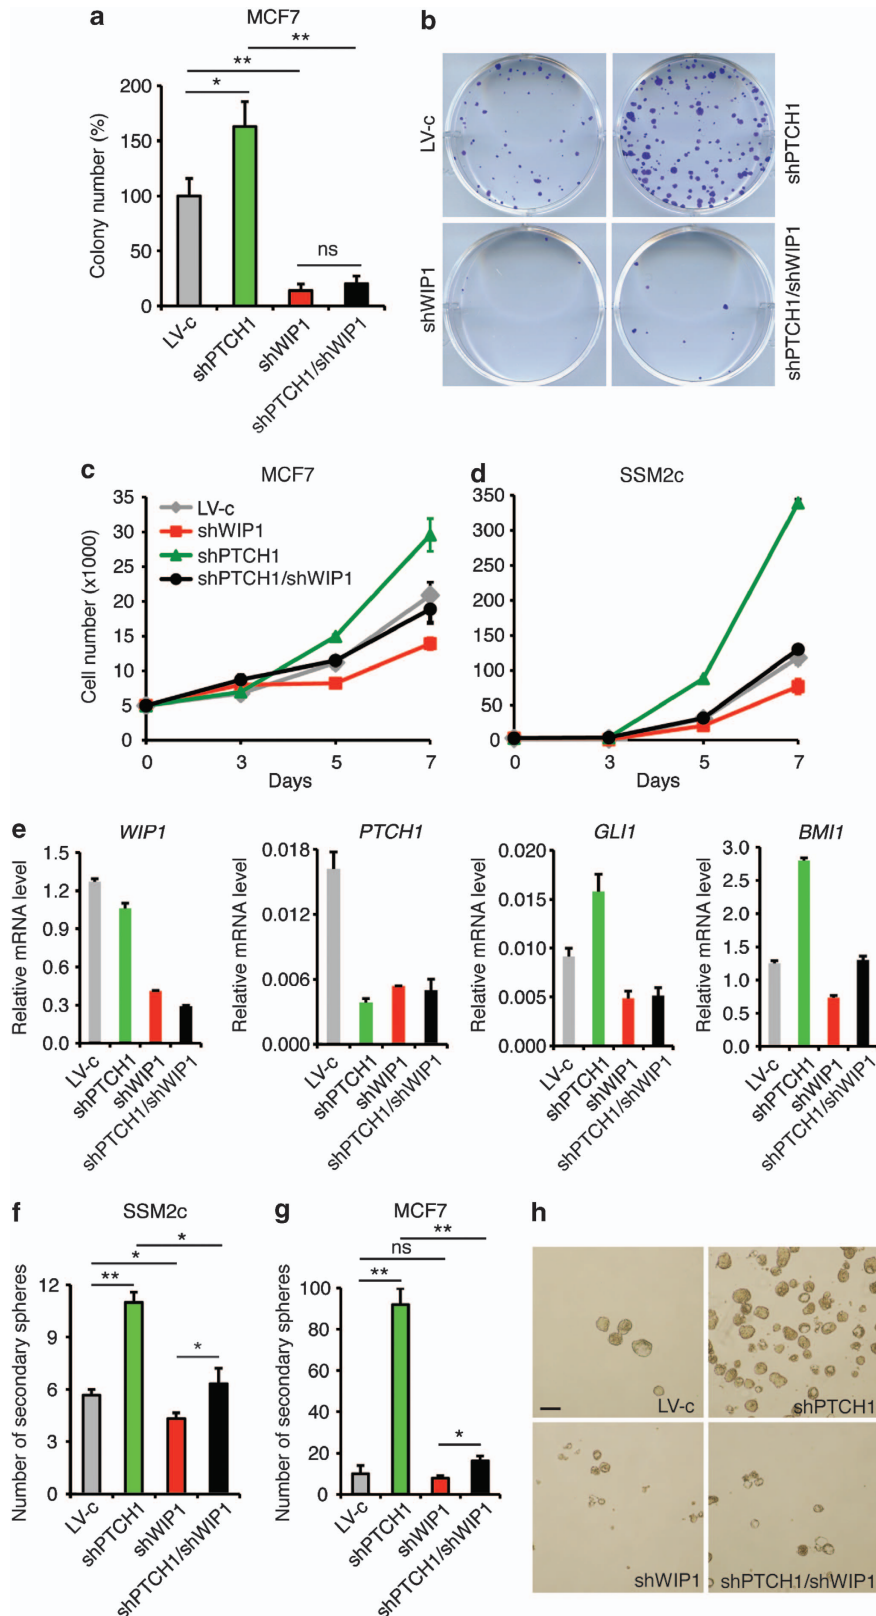 a
MCF7
**
**
*
ns
Colony number (%)
200
150
100
50
0
LV-c
shPTCH1
shWIP1
shPTCH1/shWIP1
b
LV-c
shPTCH1
shWIP1
shPTCH1/shWIP1
c
MCF7
Cell number (x1000)
35
30
25
20
15
10
5
0
LV-c
shWIP1
shPTCH1
shPTCH1/shWIP1
0 3 5 7
Days
d
SSM2c
350
300
250
200
150
100
50
0
0 3 5 7
Days
e
WIP1
Relative mRNA level
1.5
1.2
0.9
0.6
0.3
0.0
LV-c
shPTCH1
shWIP1
shPTCH1/shWIP1
PTCH1
Relative mRNA level
0.018
0.012
0.006
0.000
LV-c
shPTCH1
shWIP1
shPTCH1/shWIP1
GLI1
Relative mRNA level
0.020
0.015
0.010
0.005
0.000
LV-c
shPTCH1
shWIP1
shPTCH1/shWIP1
BMI1
Relative mRNA level
3.0
2.5
2.0
1.5
1.0
0.5
0.0
LV-c
shPTCH1
shWIP1
shPTCH1/shWIP1
f
SSM2c
*
*
**
*
Number of secondary spheres
12
9
6
3
0
LV-c
shPTCH1
shWIP1
shPTCH1/shWIP1
g
MCF7
**
ns
**
*
Number of secondary spheres
100
80
60
40
20
0
LV-c
shPTCH1
shWIP1
shPTCH1/shWIP1
h
LV-c
shPTCH1
shWIP1
shPTCH1/shWIP1